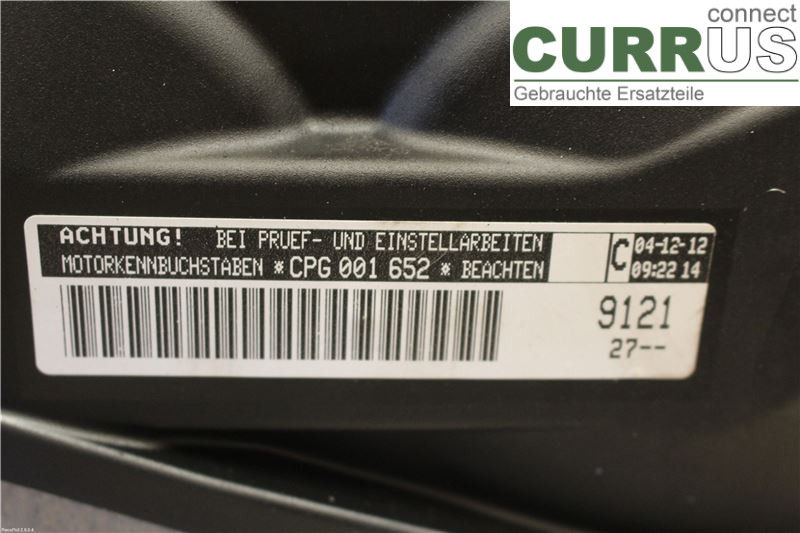 connect
CURRUS
Gebrauchte Ersatzteile
ACHTUNG! BEI PRUEF- UND EINSTELLARBEITEN
MOTORKENNBUCHSTABEN *CPG 001 652 * BEACHTEN
C 04-12-12
09:22 14
9121
27--